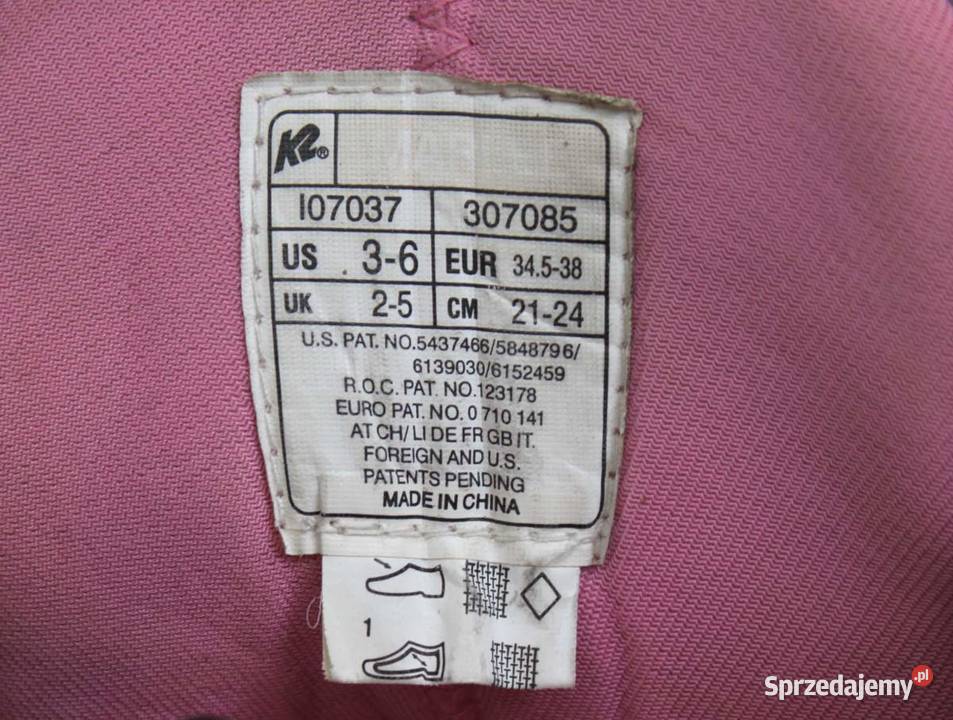 K2®
I07037 307085
US 3-6 EUR 34.5-38
UK 2-5 CM 21-24
U.S. PAT. NO.5437466/5848796/
6139030/6152459
R.O.C. PAT. NO.123178
EURO PAT. NO. 0 710 141
AT CH/ LI DE FR GB IT.
FOREIGN AND U.S.
PATENTS PENDING
MADE IN CHINA
1
Sprzedajemy.pl